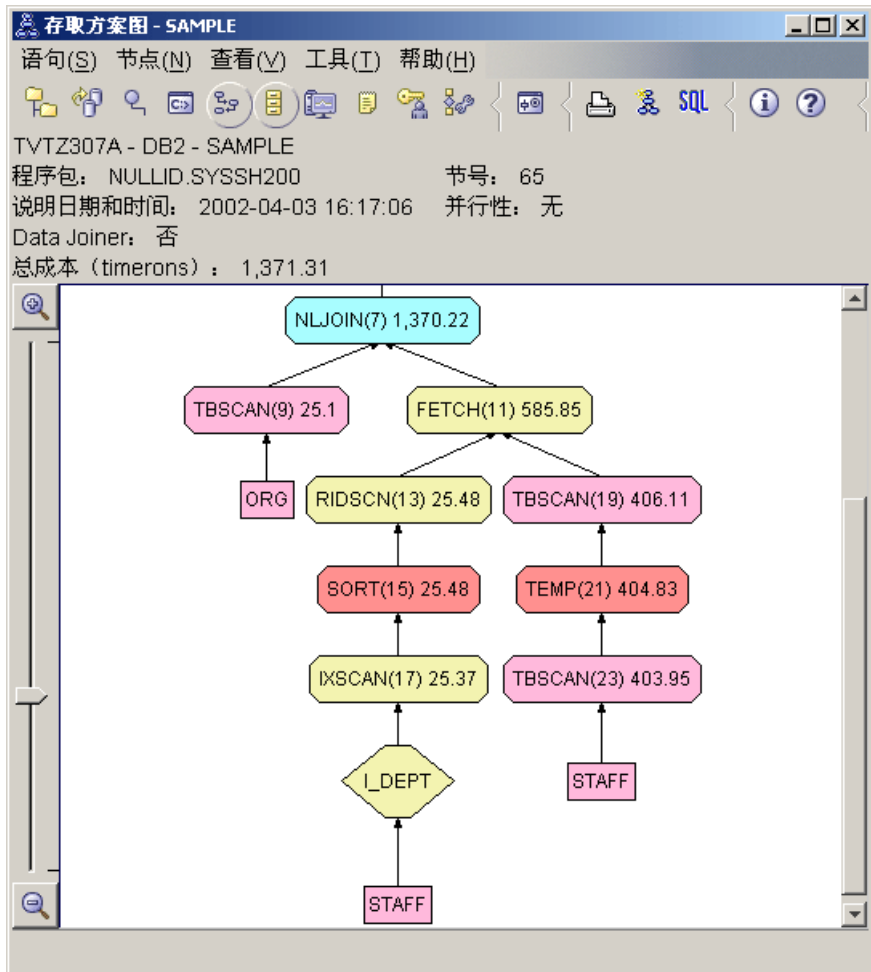 存取方案图 - SAMPLE
语句(S) 节点(N) 查看(V) 工具(T) 帮助(H)
C:> SQL
TVTZ307A - DB2 - SAMPLE
程序包： NULLID.SYSSH200 节号： 65
说明日期和时间： 2002-04-03 16:17:06 并行性： 无
Data Joiner： 否
总成本（timerons）： 1,371.31
NLJOIN(7) 1,370.22
TBSCAN(9) 25.1 FETCH(11) 585.85
ORG RIDSCN(13) 25.48 TBSCAN(19) 406.11
SORT(15) 25.48 TEMP(21) 404.83
IXSCAN(17) 25.37 TBSCAN(23) 403.95
I_DEPT STAFF
STAFF